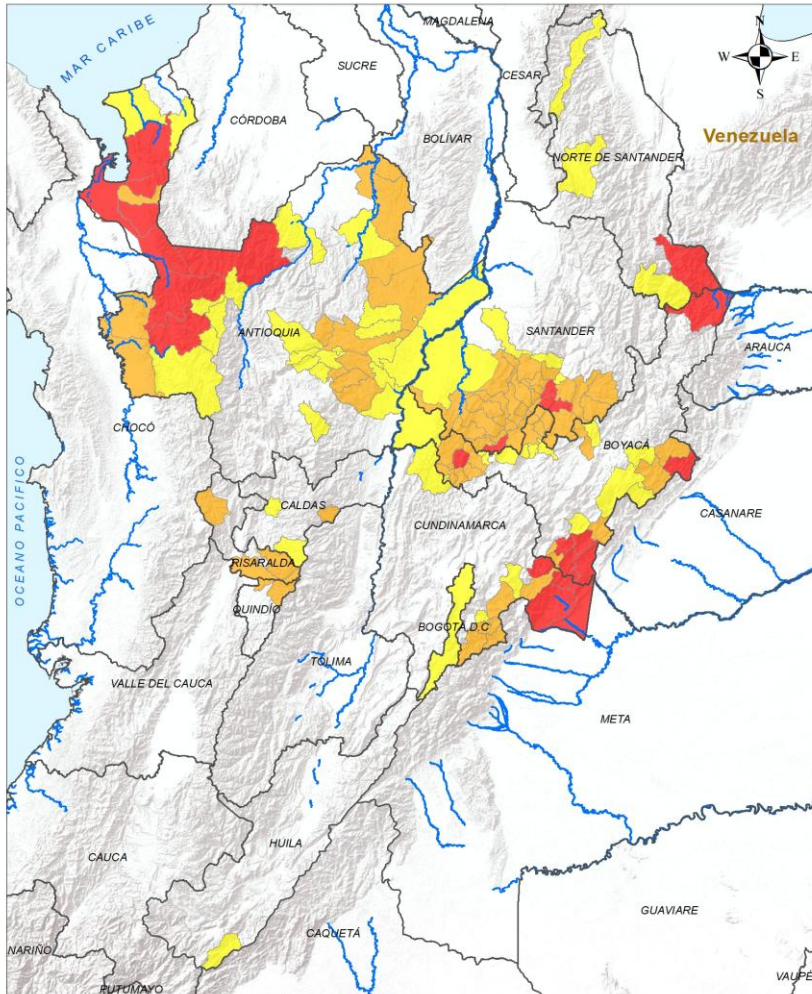 MAGDALENA
N
MAR CARIBE
SUCRE
W
E
CESAR
S
CÓRDOBA
BOLÍVAR
Venezuela
NORTE DE SANTANDER
ANTIOQUIA
SANTANDER
ARAUCA
CHOCÓ
BOYACÁ
OCEANO PACIFICO
CALDAS
CASANARE
CUNDINAMARCA
RISARALDA
QUINDÍO
BOGOTÁ, D.C
TOLIMA
VALLE DEL CAUCA
META
HUILA
CAUCA
GUAVIARE
CAQUETÁ
NARIÑO
VAUPÉ
PUTUMAYO